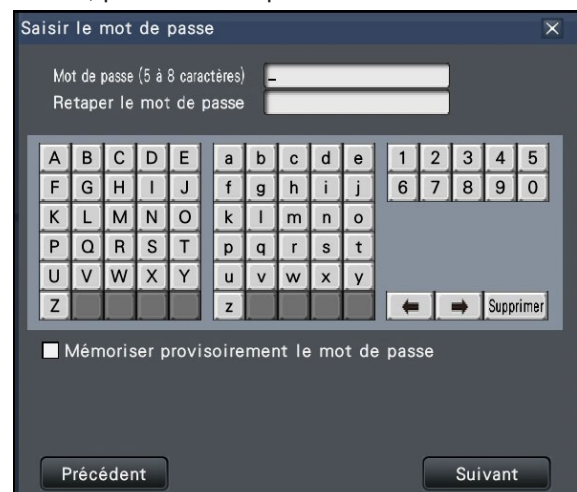 Saisir le mot de passe
Mot de passe (5 à 8 caractères)
Retaper le mot de passe
A B C D E a b c d e 1 2 3 4 5
F G H I J f g h i j 6 7 8 9 0
K L M N O k l m n o
P Q R S T p q r s t
U V W X Y u v w x y
Z z Supprimer
Mémoriser provisoirement le mot de passe
Précédent Suivant